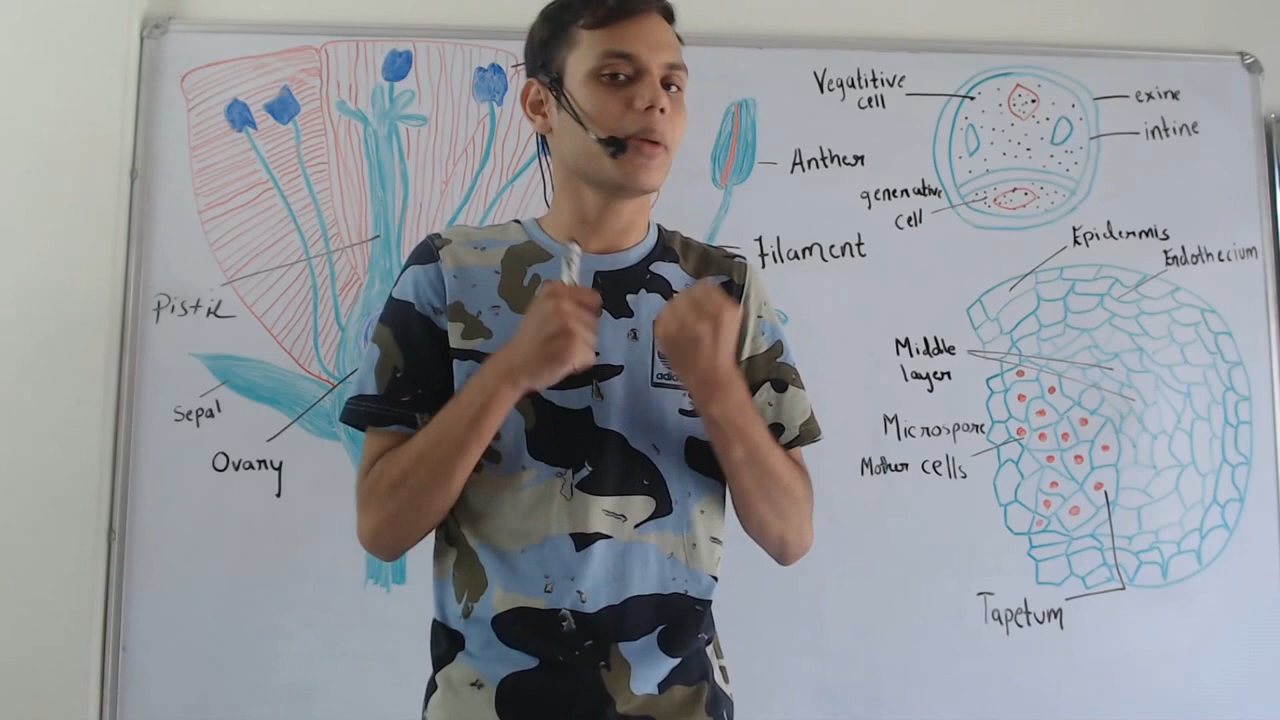 Pistil
Sepal
Ovary
Anther
Filament
Vegatitive
cell
exine
intine
generative
cell
Epidermis
Endothecium
Middle
layer
Microspore
Mother cells
Tapetum
adidas